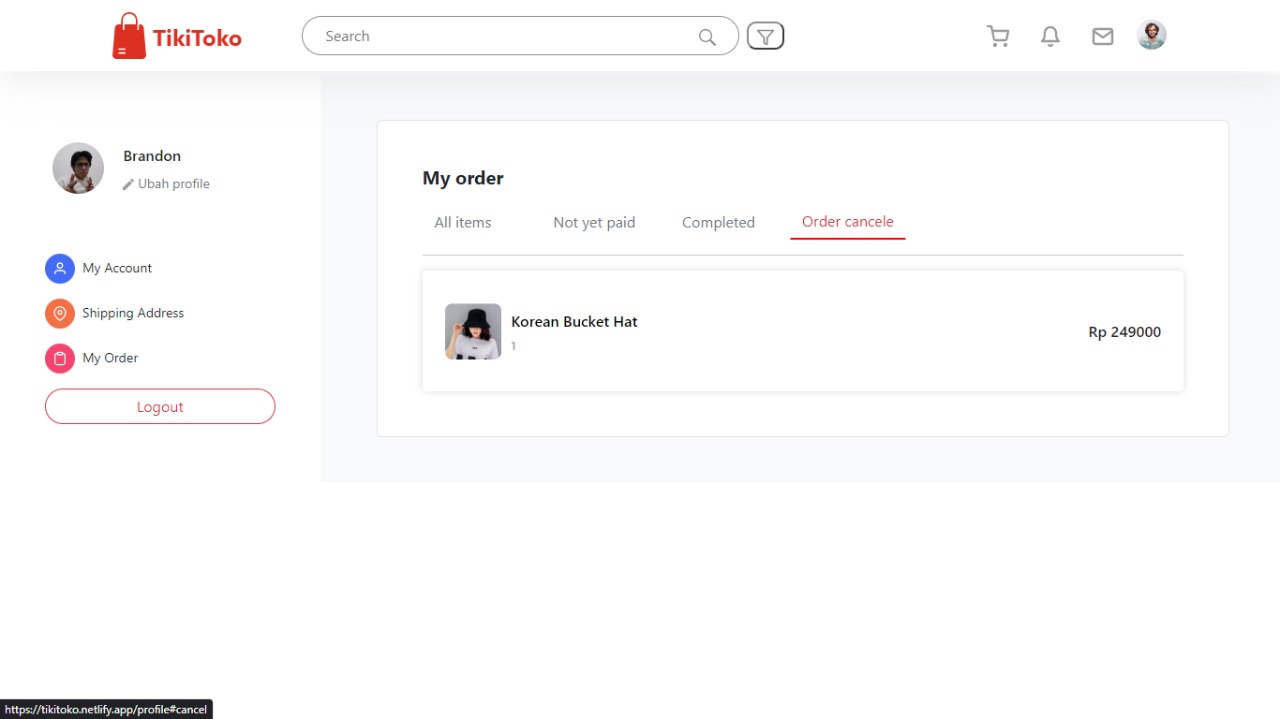 TikiToko
Search
Brandon
Ubah profile
My Account
Shipping Address
My Order
Logout
My order
All items
Not yet paid
Completed
Order cancele
Korean Bucket Hat
1
Rp 249000
https://tikitoko.netlify.app/profile#cancel